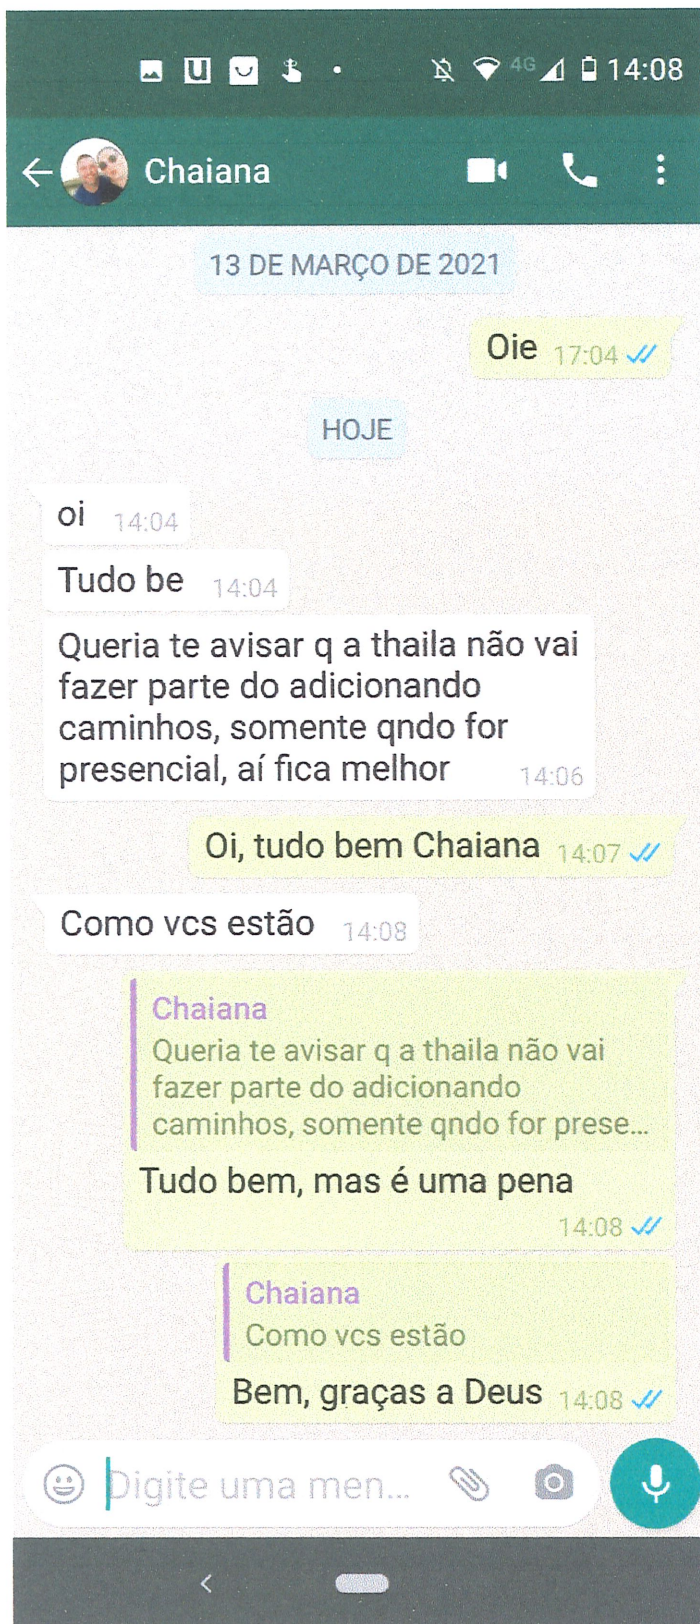 4G 14:08
Chaiana
13 DE MARÇO DE 2021
Oie 17:04
HOJE
oi 14:04
Tudo be 14:04
Queria te avisar q a thaila não vai
fazer parte do adicionando
caminhos, somente qndo for
presencial, aí fica melhor 14:06
Oi, tudo bem Chaiana 14:07
Como vcs estão 14:08
Chaiana
Queria te avisar q a thaila não vai
fazer parte do adicionando
caminhos, somente qndo for prese...
Tudo bem, mas é uma pena
14:08
Chaiana
Como vcs estão
Bem, graças a Deus 14:08
Digite uma men...